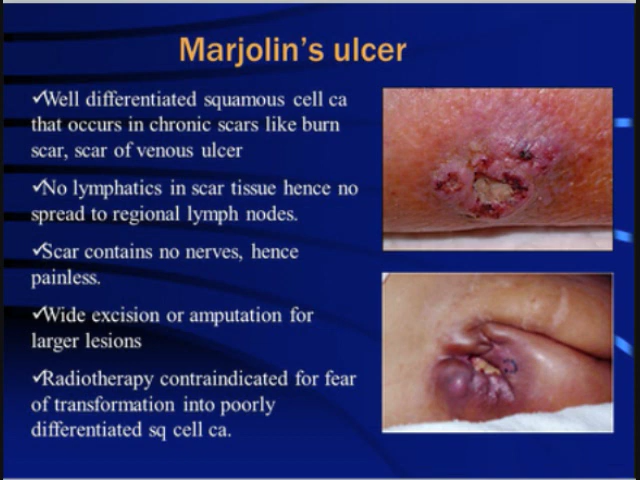 Marjolin's ulcer
✓Well differentiated squamous cell ca
that occurs in chronic scars like burn
scar, scar of venous ulcer
✓No lymphatics in scar tissue hence no
spread to regional lymph nodes.
✓Scar contains no nerves, hence
painless.
✓Wide excision or amputation for
larger lesions
✓Radiotherapy contraindicated for fear
of transformation into poorly
differentiated sq cell ca.